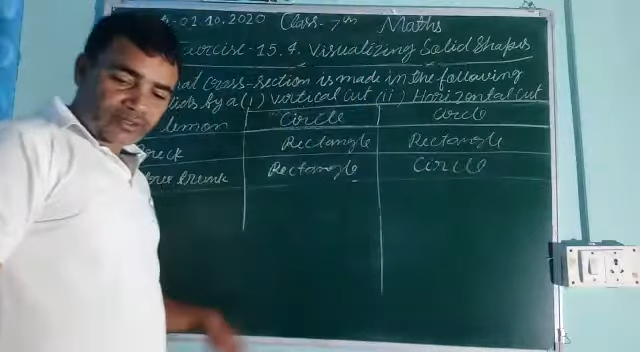 01.10.2020 Class-7th Maths
Exercise-15.4. Visualizing Solid Shapes
cross-section is made in the following
by a (i) Vertical Cut (ii) Horizontal Cut
lemon Circle Circle
Rectangle Rectangle
Rectangle Circle